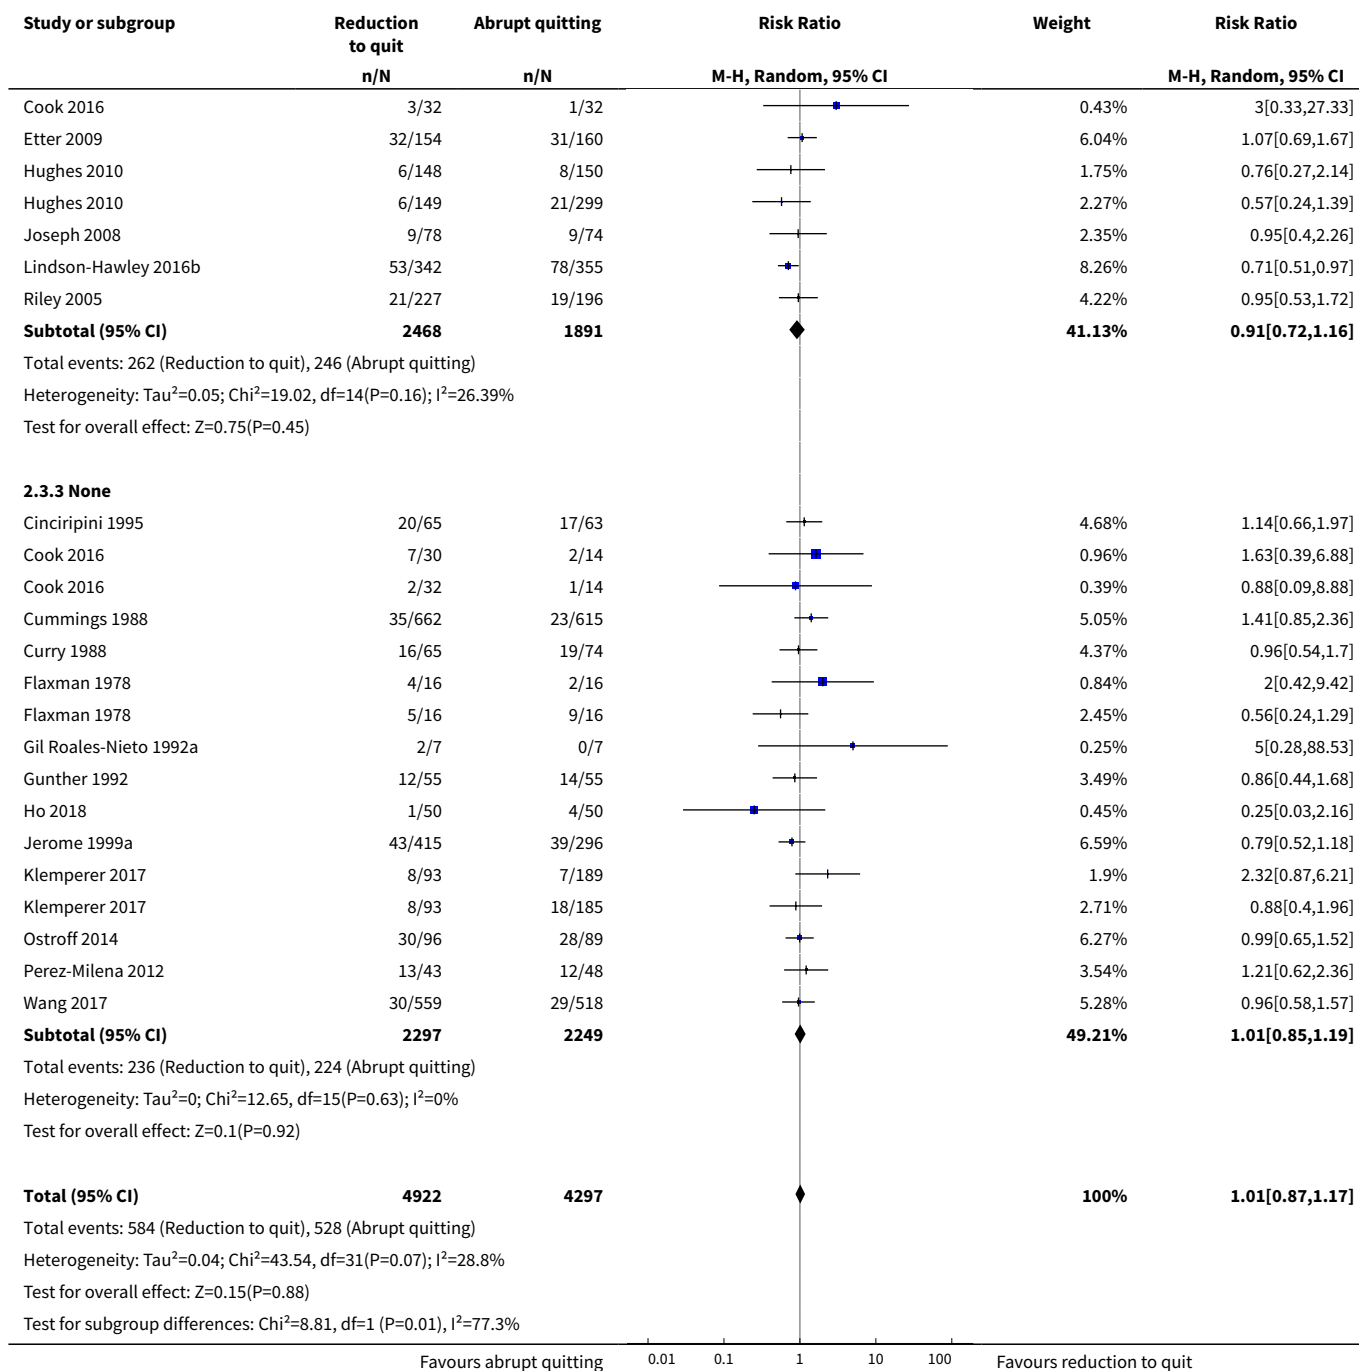 Study or subgroup Reduction to quit Abrupt quitting Risk Ratio Weight Risk Ratio
n/N n/N M-H, Random, 95% CI M-H, Random, 95% CI
Cook 2016 3/32 1/32 0.43% 3[0.33,27.33]
Etter 2009 32/154 31/160 6.04% 1.07[0.69,1.67]
Hughes 2010 6/148 8/150 1.75% 0.76[0.27,2.14]
Hughes 2010 6/149 21/299 2.27% 0.57[0.24,1.39]
Joseph 2008 9/78 9/74 2.35% 0.95[0.4,2.26]
Lindson-Hawley 2016b 53/342 78/355 8.26% 0.71[0.51,0.97]
Riley 2005 21/227 19/196 4.22% 0.95[0.53,1.72]
Subtotal (95% CI) 2468 1891 41.13% 0.91[0.72,1.16]
Total events: 262 (Reduction to quit), 246 (Abrupt quitting)
Heterogeneity: Tau²=0.05; Chi²=19.02, df=14(P=0.16); I²=26.39%
Test for overall effect: Z=0.75(P=0.45)
2.3.3 None
Cinciripini 1995 20/65 17/63 4.68% 1.14[0.66,1.97]
Cook 2016 7/30 2/14 0.96% 1.63[0.39,6.88]
Cook 2016 2/32 1/14 0.39% 0.88[0.09,8.88]
Cummings 1988 35/662 23/615 5.05% 1.41[0.85,2.36]
Curry 1988 16/65 19/74 4.37% 0.96[0.54,1.7]
Flaxman 1978 4/16 2/16 0.84% 2[0.42,9.42]
Flaxman 1978 5/16 9/16 2.45% 0.56[0.24,1.29]
Gil Roales-Nieto 1992a 2/7 0/7 0.25% 5[0.28,88.53]
Gunther 1992 12/55 14/55 3.49% 0.86[0.44,1.68]
Ho 2018 1/50 4/50 0.45% 0.25[0.03,2.16]
Jerome 1999a 43/415 39/296 6.59% 0.79[0.52,1.18]
Klemperer 2017 8/93 7/189 1.9% 2.32[0.87,6.21]
Klemperer 2017 8/93 18/185 2.71% 0.88[0.4,1.96]
Ostroff 2014 30/96 28/89 6.27% 0.99[0.65,1.52]
Perez-Milena 2012 13/43 12/48 3.54% 1.21[0.62,2.36]
Wang 2017 30/559 29/518 5.28% 0.96[0.58,1.57]
Subtotal (95% CI) 2297 2249 49.21% 1.01[0.85,1.19]
Total events: 236 (Reduction to quit), 224 (Abrupt quitting)
Heterogeneity: Tau²=0; Chi²=12.65, df=15(P=0.63); I²=0%
Test for overall effect: Z=0.1(P=0.92)
Total (95% CI) 4922 4297 100% 1.01[0.87,1.17]
Total events: 584 (Reduction to quit), 528 (Abrupt quitting)
Heterogeneity: Tau²=0.04; Chi²=43.54, df=31(P=0.07); I²=28.8%
Test for overall effect: Z=0.15(P=0.88)
Test for subgroup differences: Chi²=8.81, df=1 (P=0.01), I²=77.3%
Favours abrupt quitting 0.01 0.1 1 10 100 Favours reduction to quit